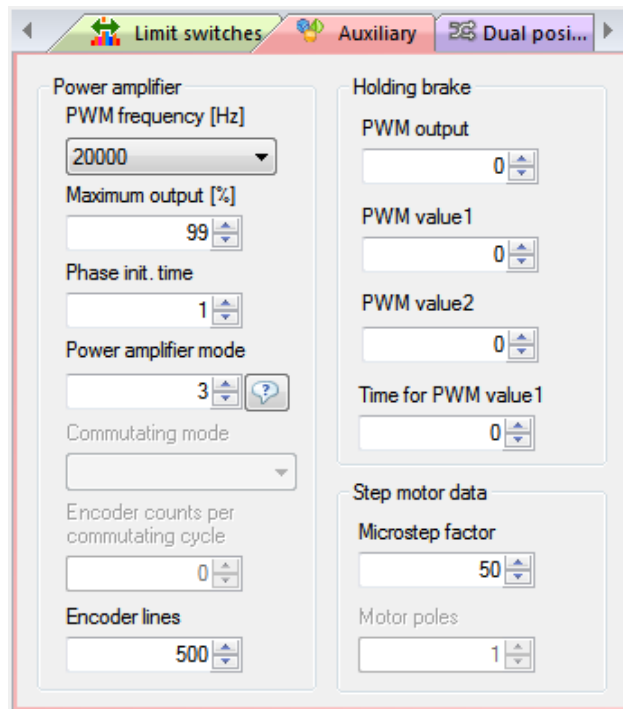 Limit switches
Auxiliary
Dual posi...
Power amplifier
PWM frequency [Hz]
20000
Maximum output [%]
99
Phase init. time
1
Power amplifier mode
3
Commutating mode
Encoder counts per
commutating cycle
0
Encoder lines
500
Holding brake
PWM output
0
PWM value1
0
PWM value2
0
Time for PWM value1
0
Step motor data
Microstep factor
50
Motor poles
1